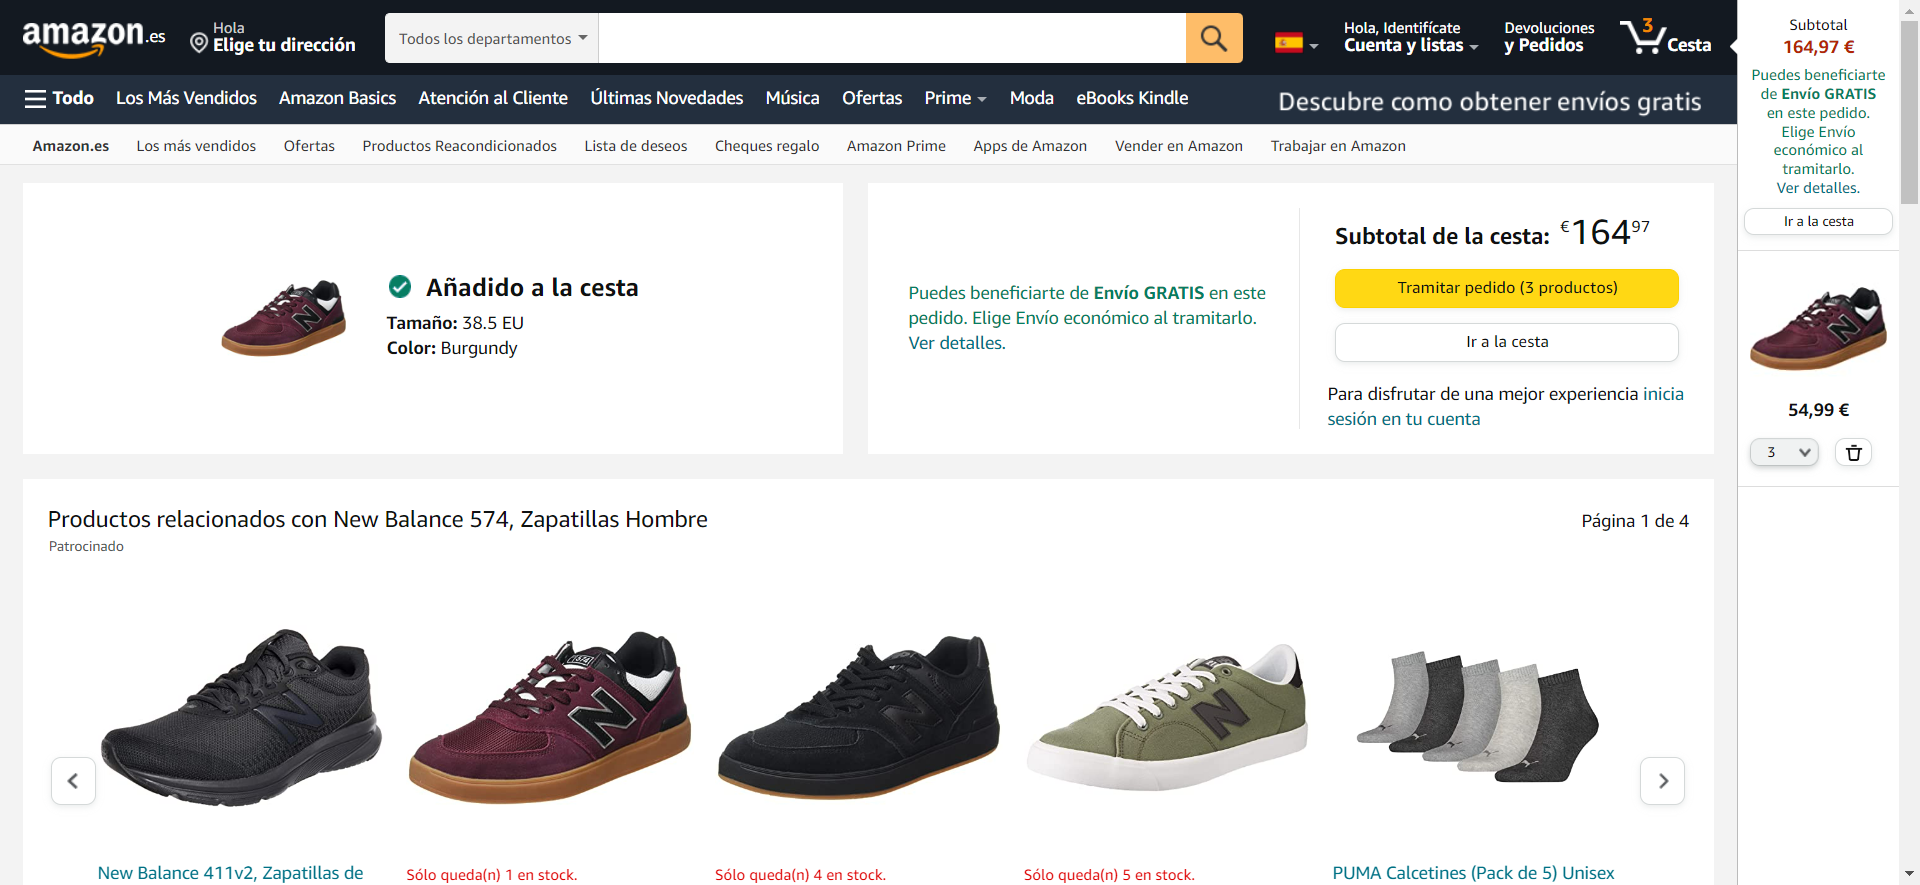 amazon.es
Hola
Elige tu dirección
Todos los departamentos
Hola, Identifícate
Cuenta y listas
Devoluciones
y Pedidos
3
Cesta
Todo
Los Más Vendidos
Amazon Basics
Atención al Cliente
Últimas Novedades
Música
Ofertas
Prime
Moda
eBooks Kindle
Descubre como obtener envíos gratis
Amazon.es
Los más vendidos
Ofertas
Productos Reacondicionados
Lista de deseos
Cheques regalo
Amazon Prime
Apps de Amazon
Vender en Amazon
Trabajar en Amazon
Añadido a la cesta
Tamaño: 38.5 EU
Color: Burgundy
Puedes beneficiarte de Envío GRATIS en este
pedido. Elige Envío económico al tramitarlo.
Ver detalles.
Subtotal de la cesta: €16497
Tramitar pedido (3 productos)
Ir a la cesta
Para disfrutar de una mejor experiencia inicia
sesión en tu cuenta
Subtotal
164,97 €
Puedes beneficiarte
de Envío GRATIS
en este pedido.
Elige Envío
económico al
tramitarlo.
Ver detalles.
Ir a la cesta
54,99 €
3
Productos relacionados con New Balance 574, Zapatillas Hombre
Patrocinado
Página 1 de 4
New Balance 411v2, Zapatillas de
Sólo queda(n) 1 en stock.
Sólo queda(n) 4 en stock.
Sólo queda(n) 5 en stock.
PUMA Calcetines (Pack de 5) Unisex